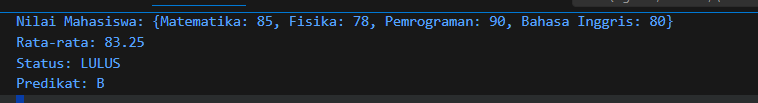 Nilai Mahasiswa: {Matematika: 85, Fisika: 78, Pemrograman: 90, Bahasa Inggris: 80}
Rata-rata: 83.25
Status: LULUS
Predikat: B